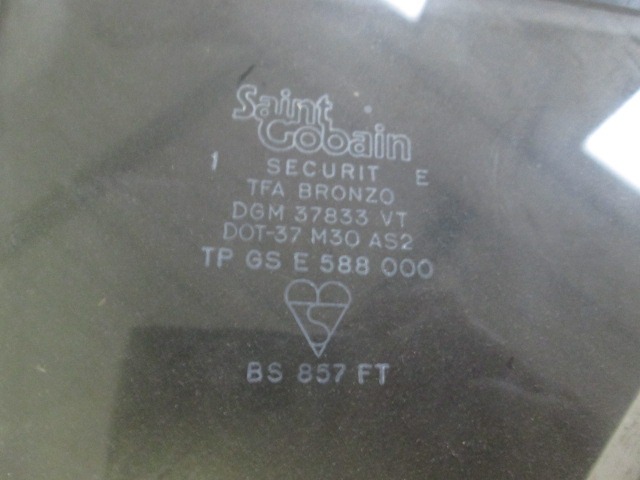 Saint
Gobain
1 SECURIT E
TFA BRONZO
DGM 37833 VT
DOT-37 M30 AS2
TP GS E 588 000
BS 857 FT